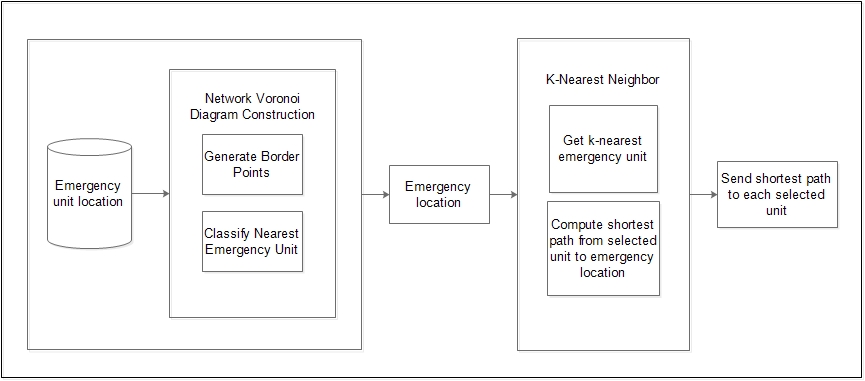 Emergency
unit location
Network Voronoi
Diagram Construction
Generate Border
Points
Classify Nearest
Emergency Unit
Emergency
location
K-Nearest Neighbor
Get k-nearest
emergency unit
Compute shortest
path from selected
unit to emergency
location
Send shortest path
to each selected
unit